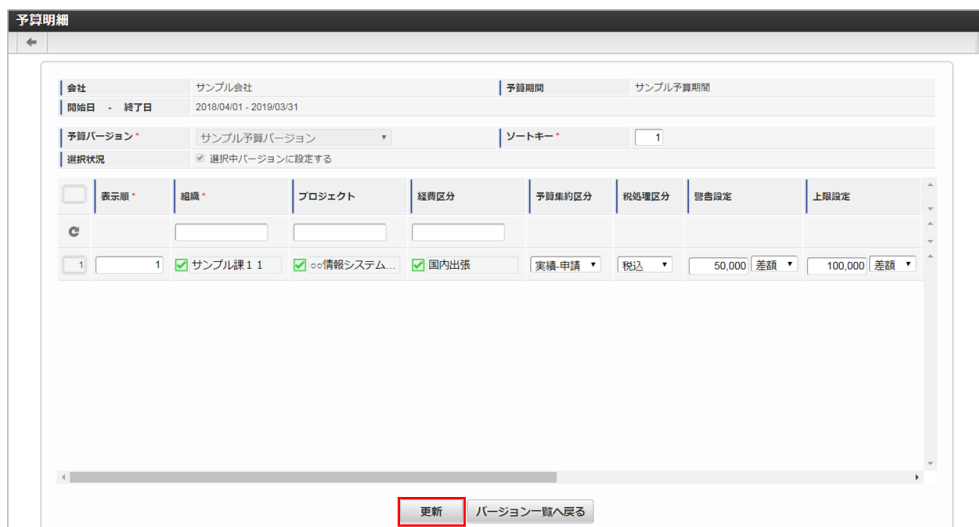 予算明細
会社 サンプル会社 予算期間 サンプル予算期間
開始日 - 終了日 2018/04/01 - 2019/03/31
予算バージョン* サンプル予算バージョン ソートキー* 1
選択状況 選択中バージョンに設定する
表示順* 組織* プロジェクト 経費区分 予算集約区分 税処理区分 警告設定 上限設定
1 1 サンプル課11 ○○情報システム... 国内出張 実績-申請 税込 50,000 差額 100,000 差額
更新 バージョン一覧へ戻る